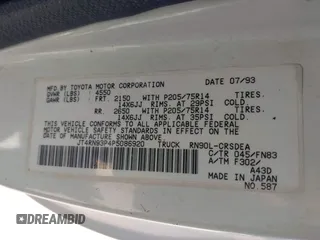 MFD. BY TOYOTA MOTOR CORPORATION DATE 07/93
GVWR (LBS) 4550
GAWR (LBS) FRT. 2150 WITH P205/75R14 TIRES,
14X6JJ RIMS, AT 29PSI COLD.
RR. 2650 WITH P205/75R14 TIRES,
14X6JJ RIMS, AT 35PSI COLD.
THIS VEHICLE CONFORMS TO ALL APPLICABLE
FEDERAL MOTOR VEHICLE SAFETY STANDARDS
IN EFFECT ON THE DATE OF
MANUFACTURE SHOWN ABOVE.
JT4RN93P4P5086920 TRUCK RN90L-CRSDEA
C/TR 045/FN83
A/TM F302/
A43D
MADE IN JAPAN
NO 587